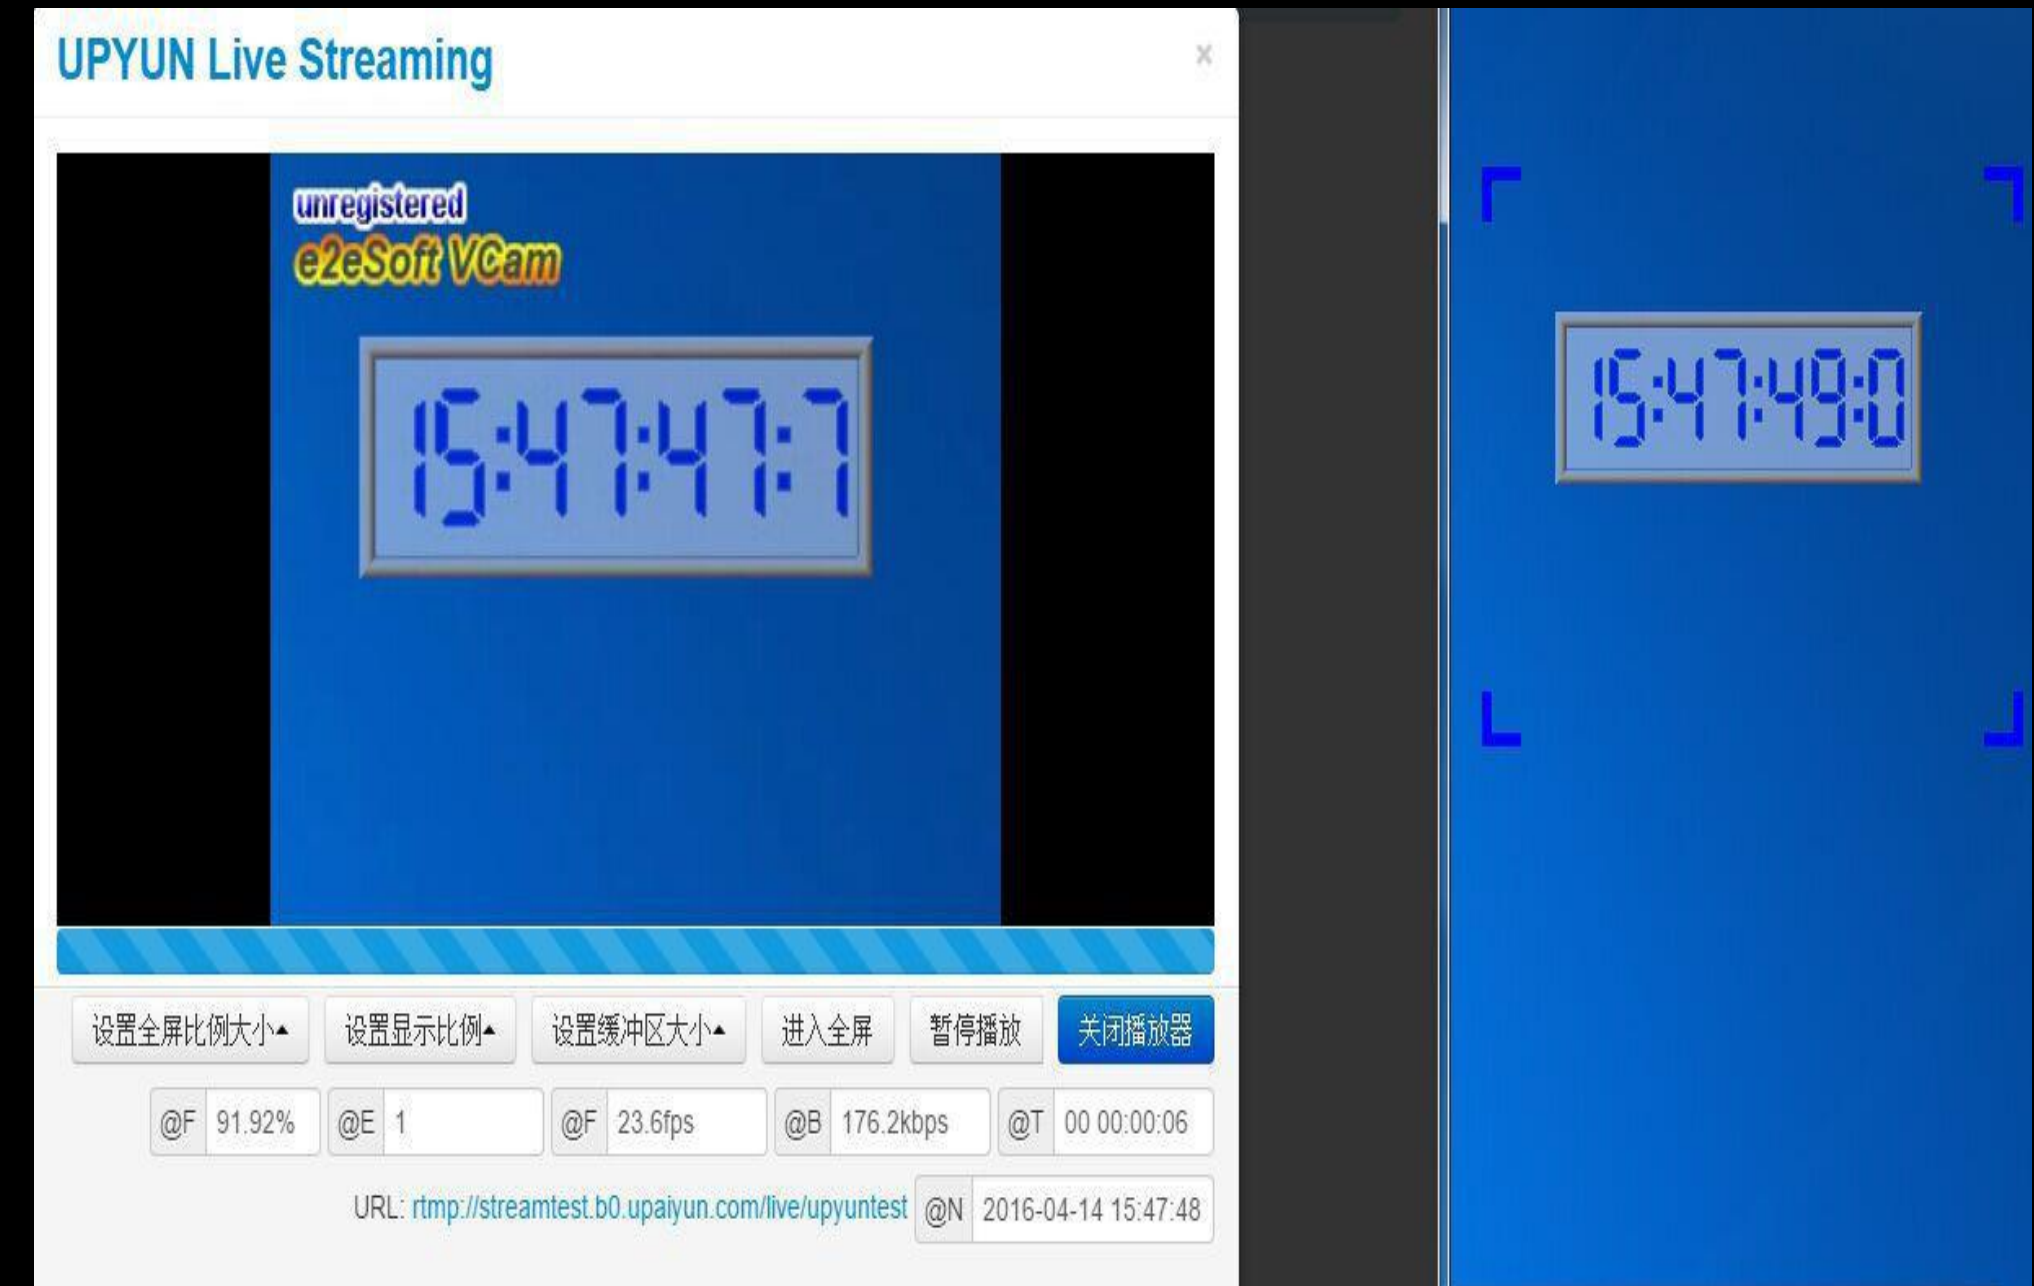 UPYUN Live Streaming
×
unregistered
e2eSoft VCam
15:47:47:7
设置全屏比例大小▲ 设置显示比例▲ 设置缓冲区大小▲ 进入全屏 暂停播放 关闭播放器
@F 91.92% @E 1 @F 23.6fps @B 176.2kbps @T 00 00:00:06
URL: rtmp://streamtest.b0.upaiyun.com/live/upyuntest @N 2016-04-14 15:47:48
15:47:49:0